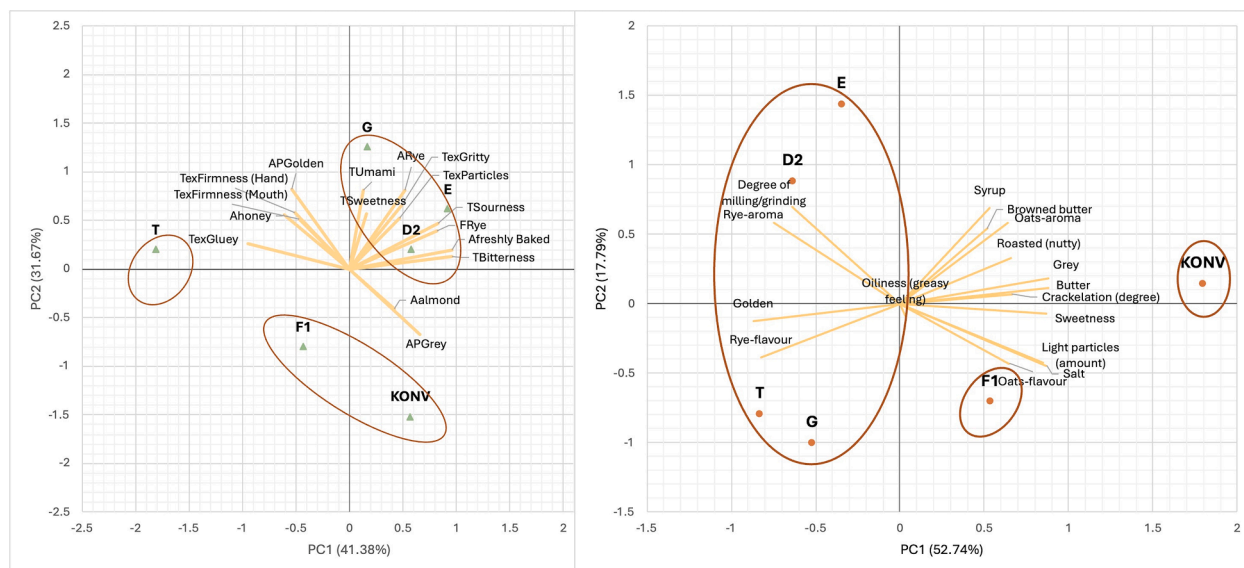 2.5
2
1.5
1
0.5
0
-0.5
-1
-1.5
-2
-2.5
-2.5
-2
-1.5
-1
-0.5
0
0.5
1
1.5
2
PC2 (31.67%)
PC1 (41.38%)
G
ARye
TexGritty
APGolden
TUmami
TexParticles
TexFirmness (Hand)
E
TexFirmness (Mouth)
TSweetness
TSourness
Ahoney
FRye
T
D2
TexGluey
Afreshly Baked
TBitterness
Aalmond
F1
APGrey
KONV
2
1.5
1
0.5
0
-0.5
-1
-1.5
-1.5
-1
-0.5
0
0.5
1
1.5
2
PC2 (17.79%)
PC1 (52.74%)
E
D2
Degree of
milling/grinding
Rye-aroma
Syrup
Browned butter
Oats-aroma
Roasted (nutty)
Grey
KONV
Oiliness (greasy
feeling)
Butter
Crackelation (degree)
Golden
Sweetness
Rye-flavour
Light particles
(amount)
Salt
F1
Oats-flavour
T
G